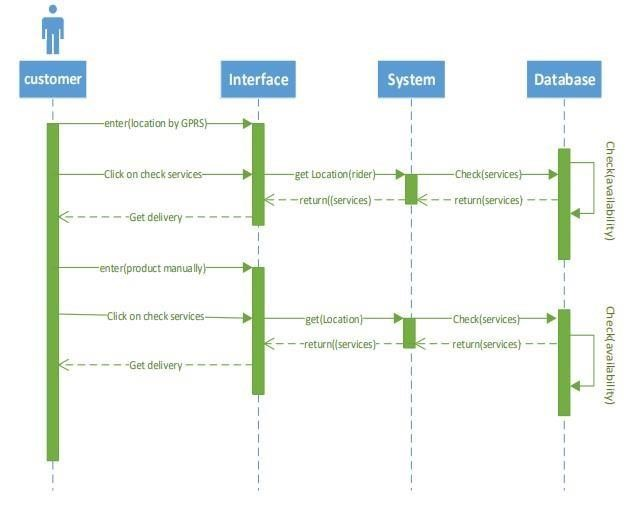 customer
Interface
System
Database
enter(location by GPRS)
Click on check services
get Location(rider)
Check(services)
Check(availability)
return((services)
return(services)
Get delivery
enter(product manually)
Click on check services
get(Location)
Check(services)
Check(availability)
return((services)
return(services)
Get delivery